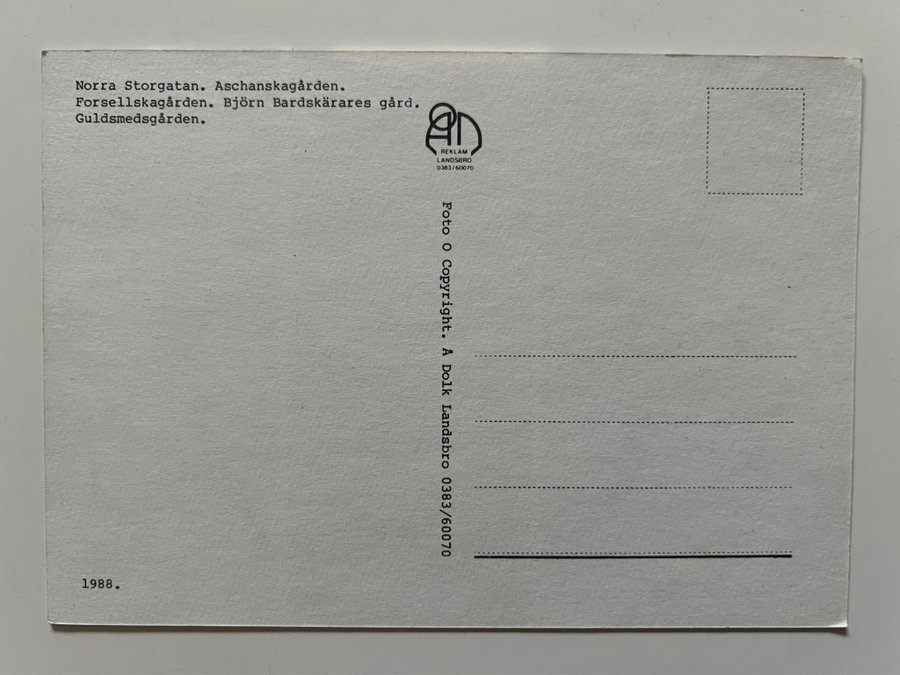 Norra Storgatan. Aschanskagården.
Forsellskagården. Björn Bardskärares gård.
Guldsmedsgården.
REKLAM
LANDSBRO
0383/60070
Foto O Copyright. Å Dolk Landsbro 0383/60070
1988.